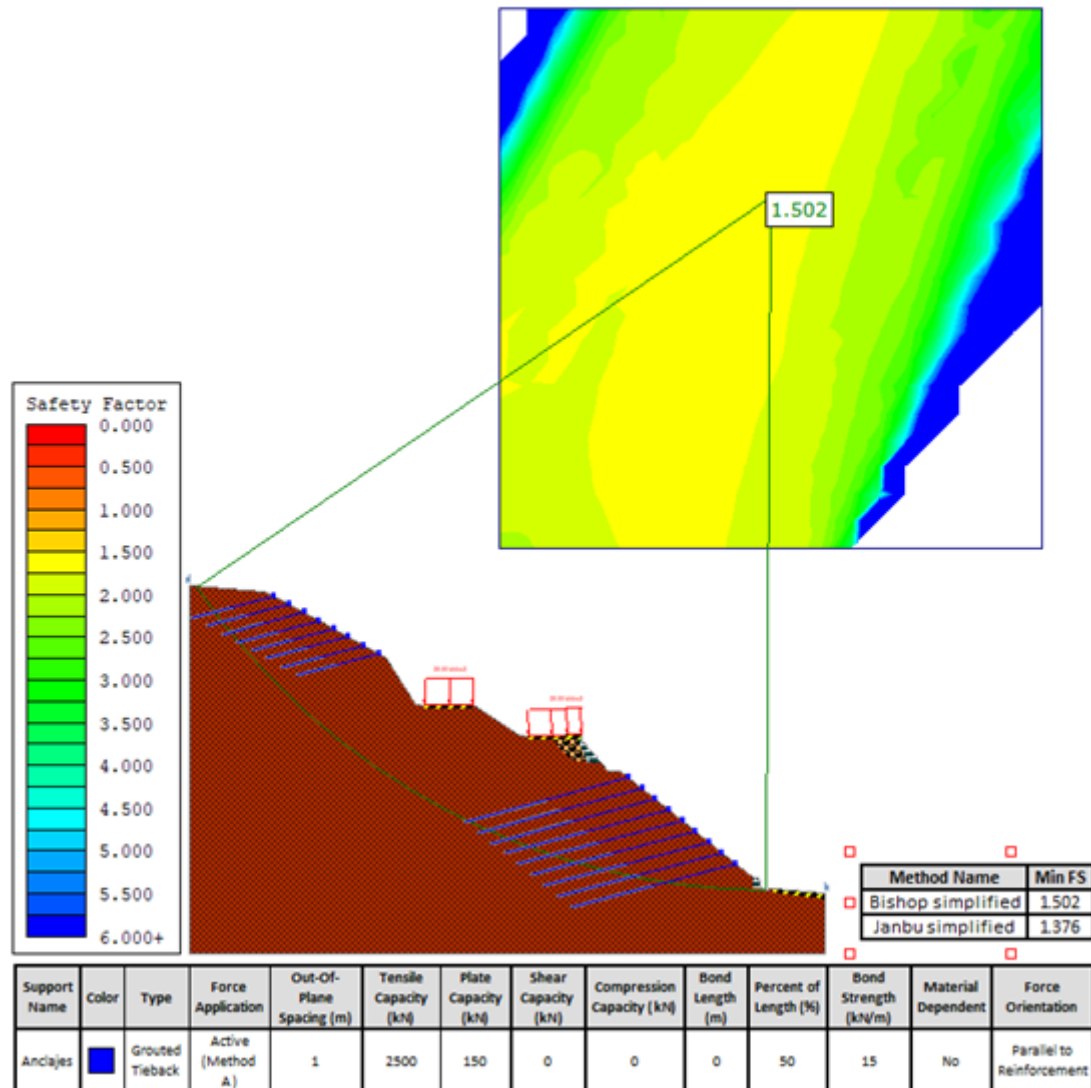 1.502
Safety Factor
0.000
0.500
1.000
1.500
2.000
2.500
3.000
3.500
4.000
4.500
5.000
5.500
6.000+
Method Name Min FS
Bishop simplified 1.502
Janbu simplified 1.376
Support Name Color Type Force Application Out-Of-Plane Spacing (m) Tensile Capacity (kN) Plate Capacity (kN) Shear Capacity (kN) Compression Capacity (kN) Bond Length (m) Percent of Length (%) Bond Strength (kN/m) Material Dependent Force Orientation
Anclajes Grouted Tieback Active (Method A) 1 2500 150 0 0 0 50 15 No Parallel to Reinforcement